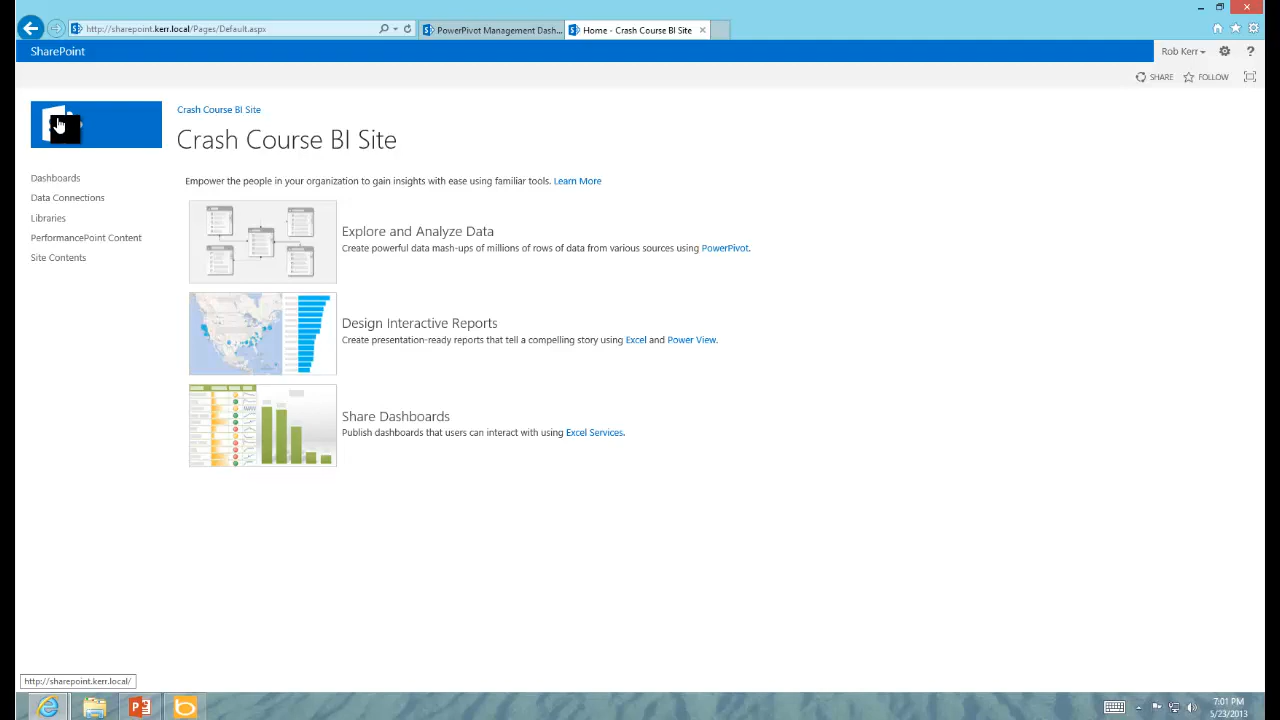 http://sharepoint.kerr.local/Pages/Default.aspx
PowerPivot Management Dash...
Home - Crash Course BI Site
SharePoint
Rob Kerr
?
SHARE
FOLLOW
Crash Course BI Site
Crash Course BI Site
Dashboards
Data Connections
Libraries
PerformancePoint Content
Site Contents
Empower the people in your organization to gain insights with ease using familiar tools. Learn More
Explore and Analyze Data
Create powerful data mash-ups of millions of rows of data from various sources using PowerPivot.
Design Interactive Reports
Create presentation-ready reports that tell a compelling story using Excel and Power View.
Share Dashboards
Publish dashboards that users can interact with using Excel Services.
http://sharepoint.kerr.local/
7:01 PM
5/23/2013